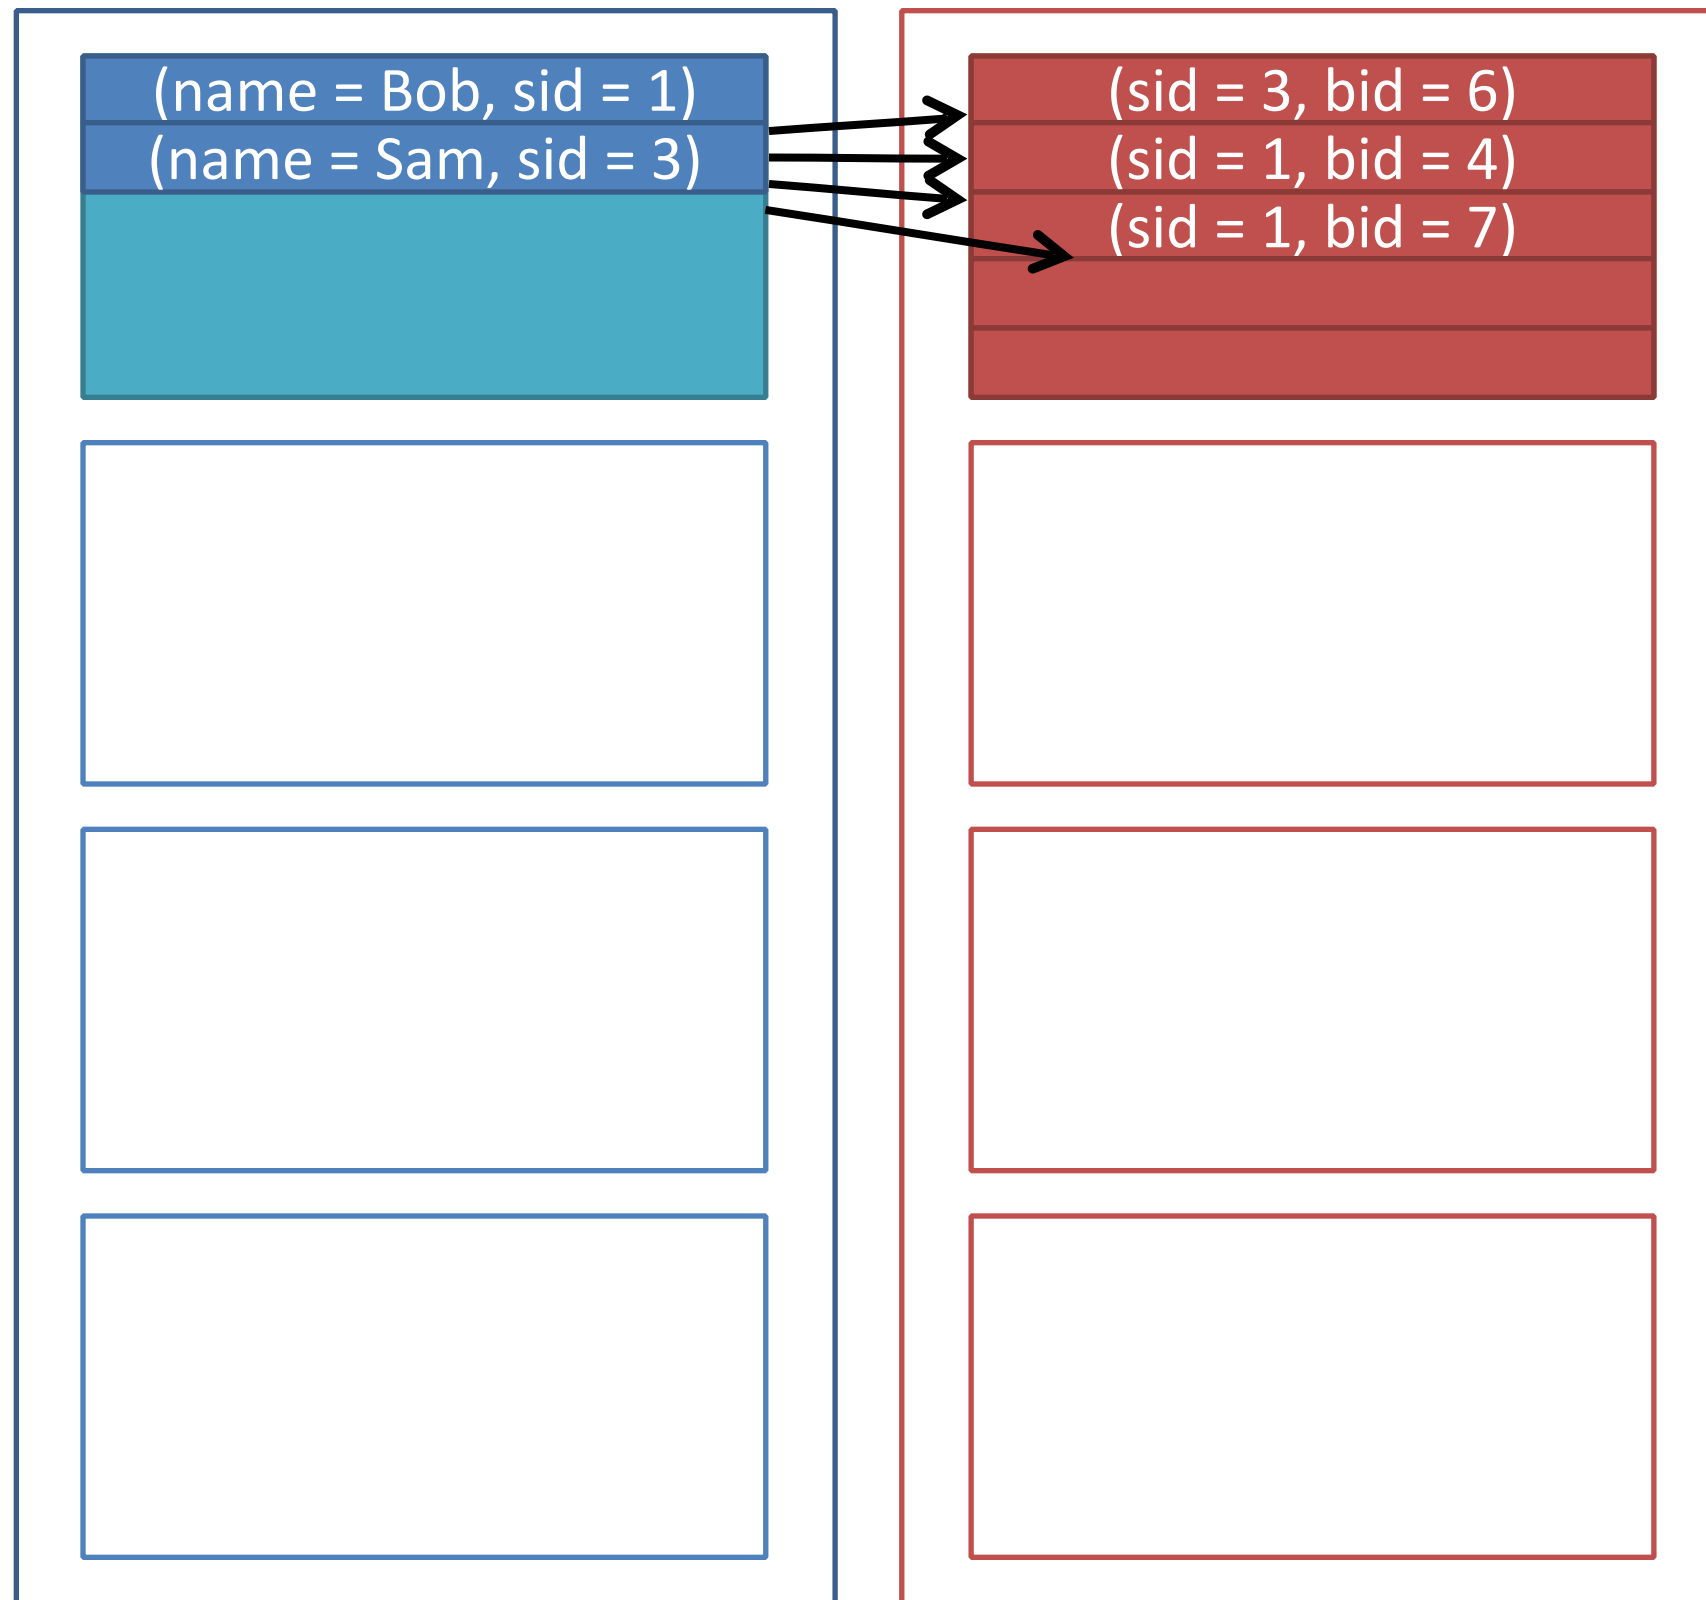 (name = Bob, sid = 1)
(name = Sam, sid = 3)
(sid = 3, bid = 6)
(sid = 1, bid = 4)
(sid = 1, bid = 7)